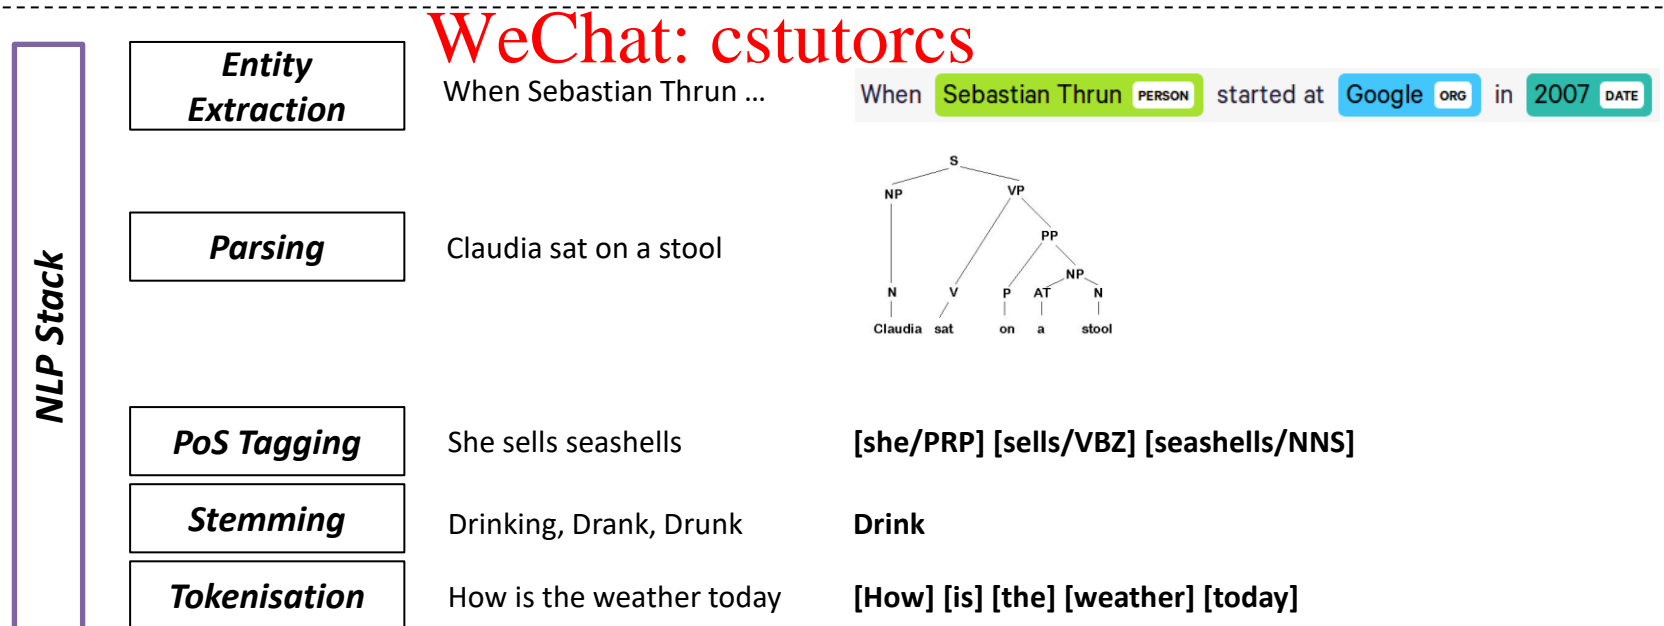 WeChat: cstutorcs
NLP Stack
Entity
Extraction
When Sebastian Thrun ...
When Sebastian Thrun PERSON started at Google ORG in 2007 DATE
Parsing
Claudia sat on a stool
S
NP VP
PP
NP
N V P AT N
Claudia sat on a stool
PoS Tagging
She sells seashells
[she/PRP] [sells/VBZ] [seashells/NNS]
Stemming
Drinking, Drank, Drunk
Drink
Tokenisation
How is the weather today
[How] [is] [the] [weather] [today]